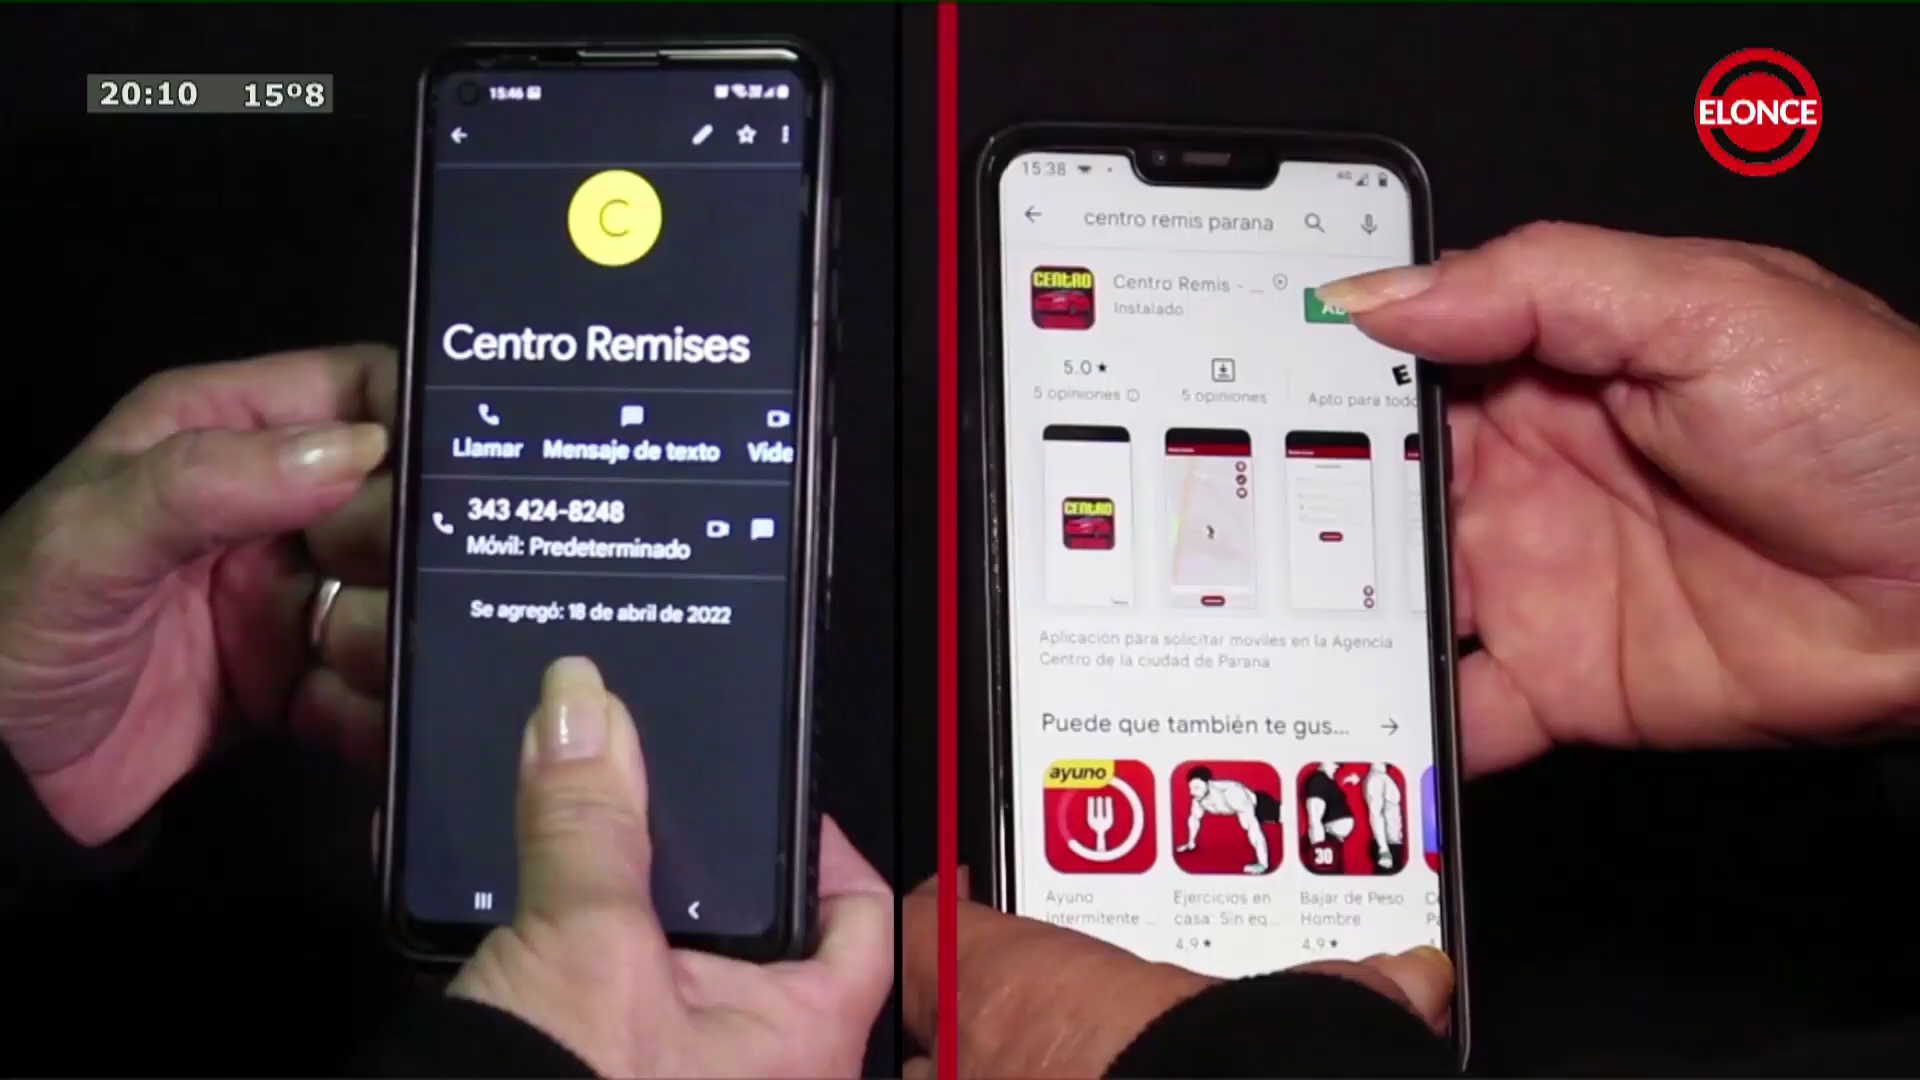 20:10 15º8
ELONCE
15:46
C
Centro Remises
Llamar Mensaje de texto Vide
343 424-8248
Móvil: Predeterminado
Se agregó: 18 de abril de 2022
15:38
4G
centro remis parana
CENTRO
Centro Remis - ...
Instalado
5.0★
5 opiniones
5 opiniones
E
Apto para todo
CENTRO
Aplicación para solicitar moviles en la Agencia
Centro de la ciudad de Parana
Puede que también te gus...
ayuno
30
Ayuno
Intermitente ...
Ejercicios en
casa: Sin eq...
4.9★
Bajar de Peso
Hombre
4.9★